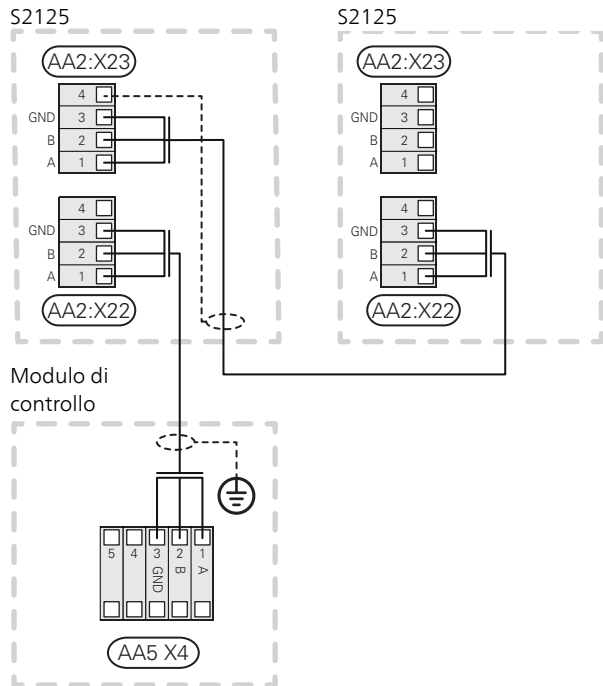 S2125
AA2:X23
4
GND 3
B 2
A 1
4
GND 3
B 2
A 1
AA2:X22
S2125
AA2:X23
4
GND 3
B 2
A 1
4
GND 3
B 2
A 1
AA2:X22
Modulo di
controllo
5 4 3 2 1
GND B A
AA5 X4